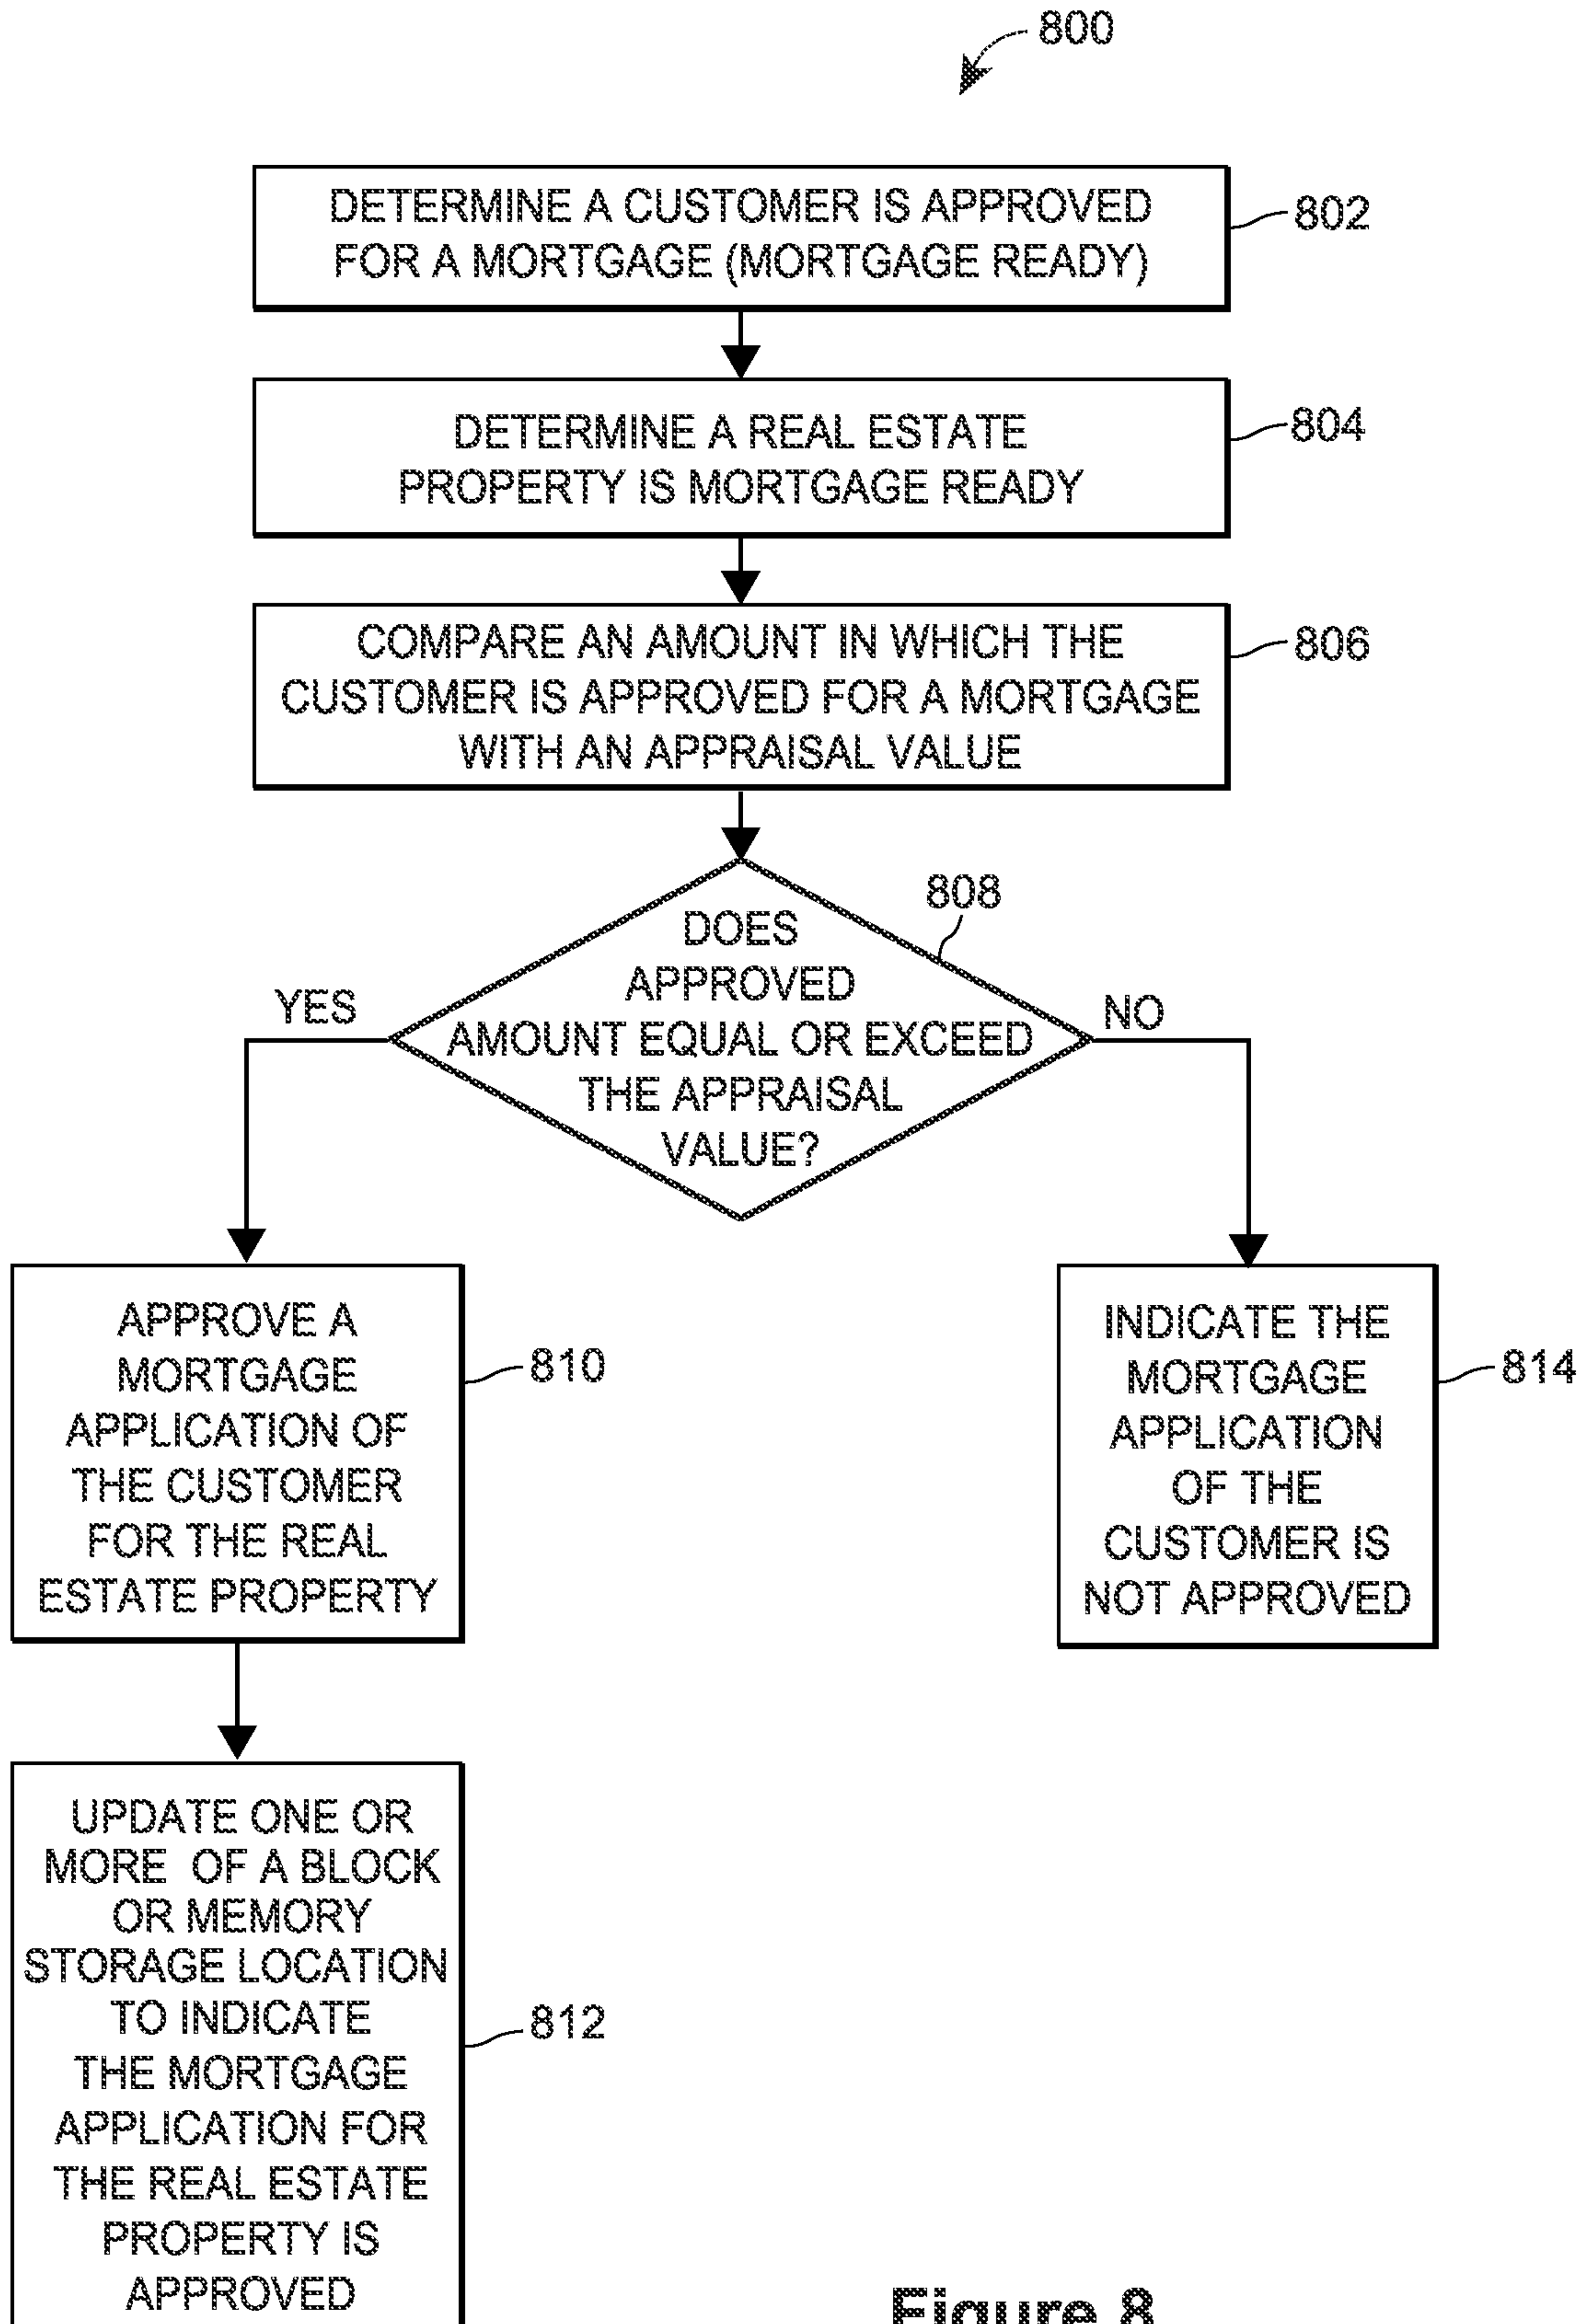 800
DETERMINE A CUSTOMER IS APPROVED
FOR A MORTGAGE (MORTGAGE READY)
802
DETERMINE A REAL ESTATE
PROPERTY IS MORTGAGE READY
804
COMPARE AN AMOUNT IN WHICH THE
CUSTOMER IS APPROVED FOR A MORTGAGE
WITH AN APPRAISAL VALUE
806
808
DOES
APPROVED
AMOUNT EQUAL OR EXCEED
THE APPRAISAL
VALUE?
YES
NO
APPROVE A
MORTGAGE
APPLICATION OF
THE CUSTOMER
FOR THE REAL
ESTATE PROPERTY
810
INDICATE THE
MORTGAGE
APPLICATION
OF THE
CUSTOMER IS
NOT APPROVED
814
UPDATE ONE OR
MORE OF A BLOCK
OR MEMORY
STORAGE LOCATION
TO INDICATE
THE MORTGAGE
APPLICATION FOR
THE REAL ESTATE
PROPERTY IS
APPROVED
812
Figure 8